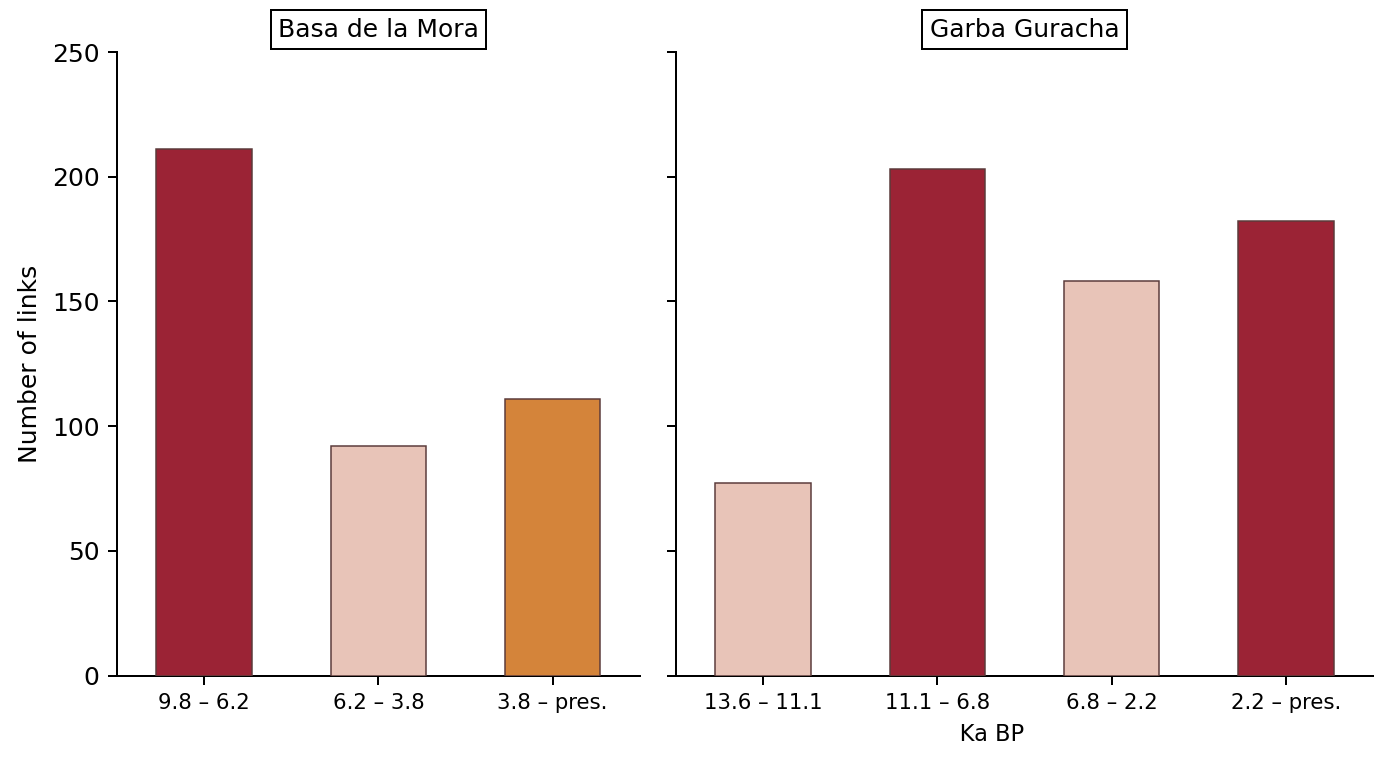 Basa de la Mora
Garba Guracha
Number of links
250
200
150
100
50
0
9.8 – 6.2
6.2 – 3.8
3.8 – pres.
13.6 – 11.1
11.1 – 6.8
6.8 – 2.2
2.2 – pres.
Ka BP